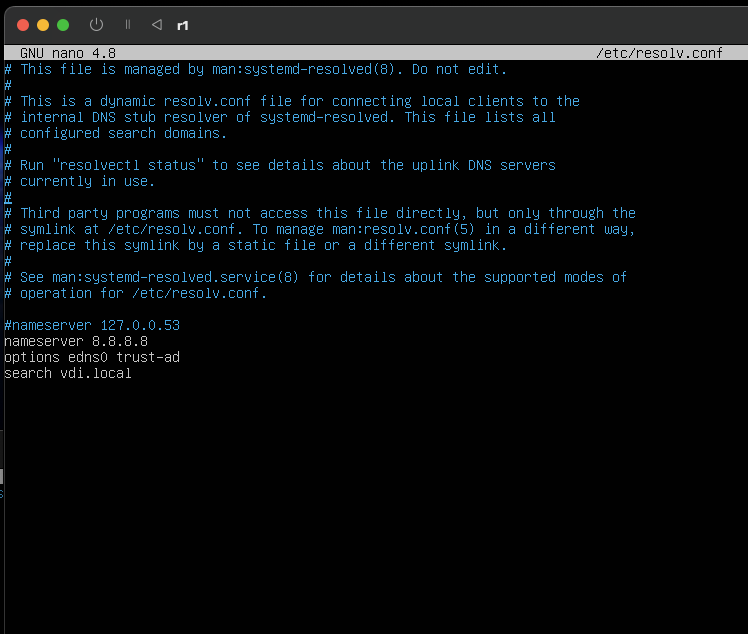 r1
GNU nano 4.8 /etc/resolv.conf
# This file is managed by man:systemd-resolved(8). Do not edit.
#
# This is a dynamic resolv.conf file for connecting local clients to the
# internal DNS stub resolver of systemd-resolved. This file lists all
# configured search domains.
#
# Run "resolvectl status" to see details about the uplink DNS servers
# currently in use.
#
# Third party programs must not access this file directly, but only through the
# symlink at /etc/resolv.conf. To manage man:resolv.conf(5) in a different way,
# replace this symlink by a static file or a different symlink.
#
# See man:systemd-resolved.service(8) for details about the supported modes of
# operation for /etc/resolv.conf.
#nameserver 127.0.0.53
nameserver 8.8.8.8
options edns0 trust-ad
search vdi.local